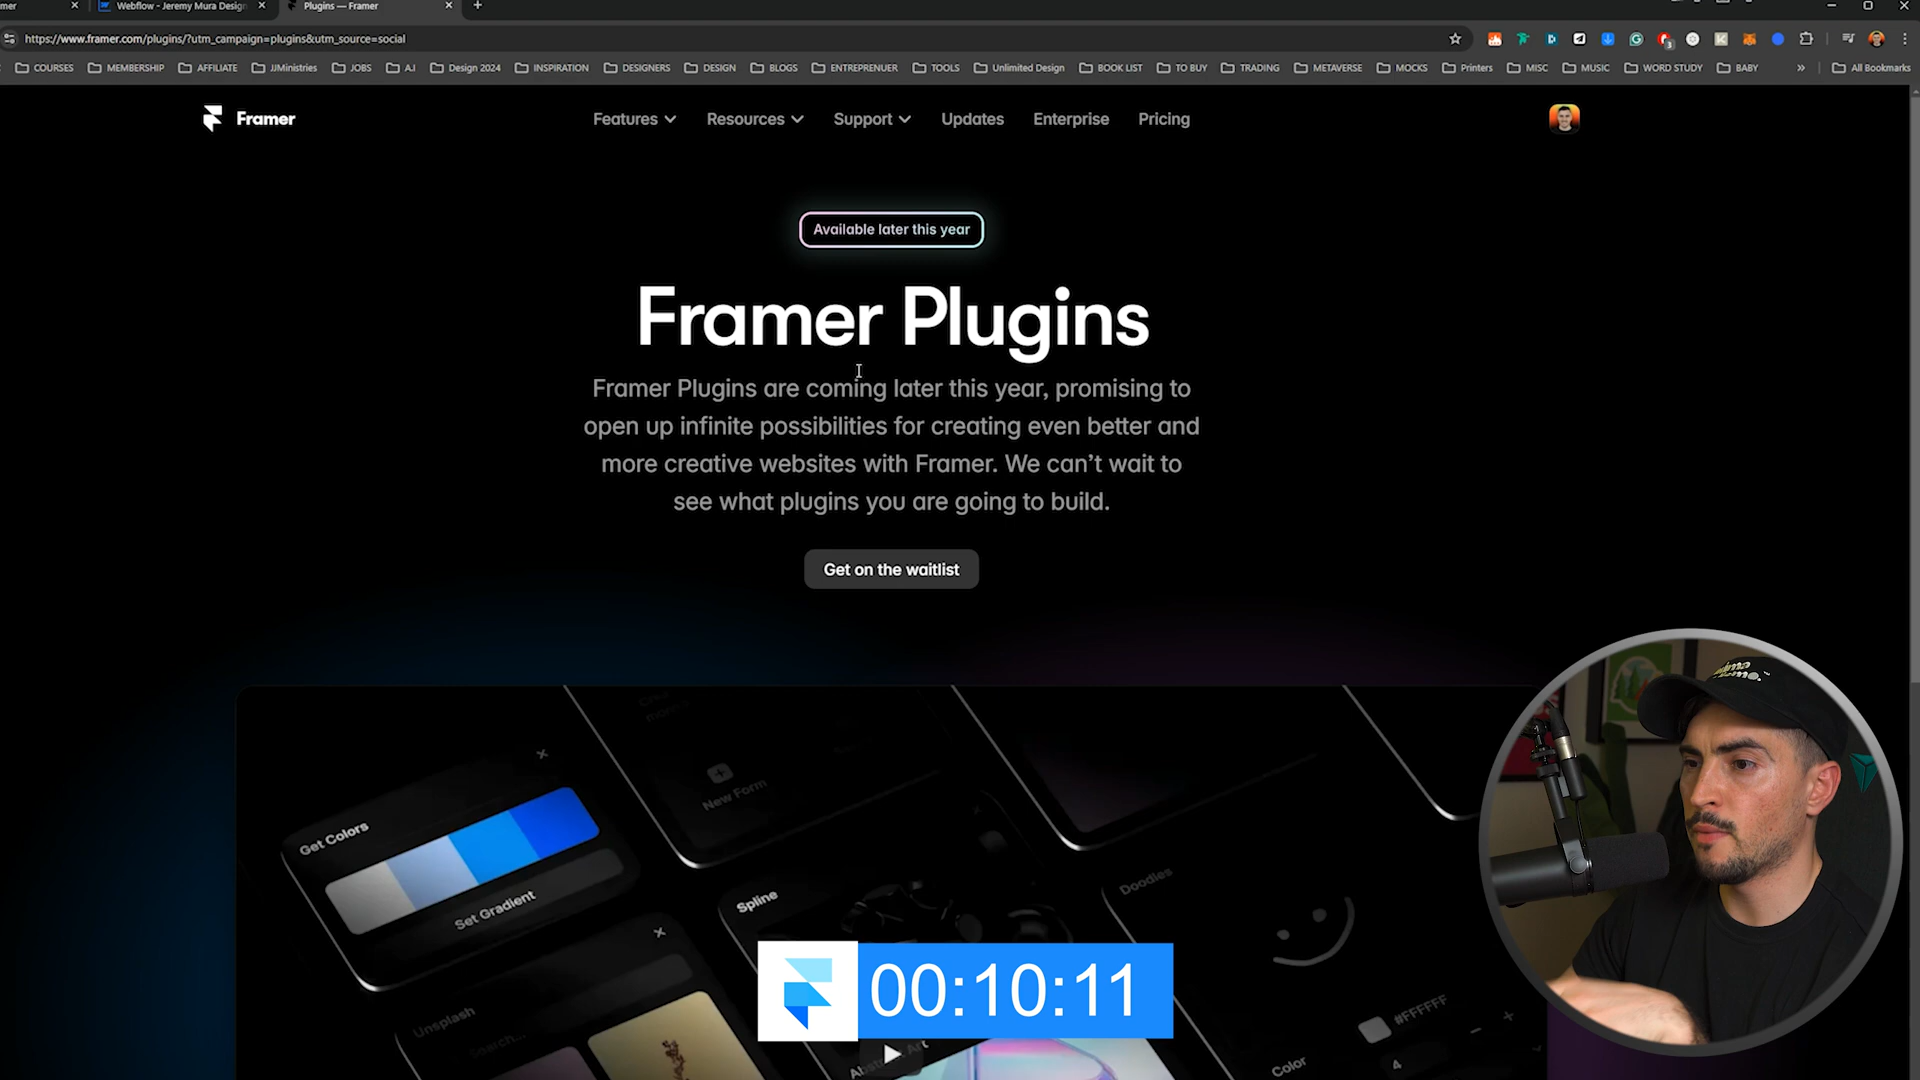 mer
Webflow - Jeremy Mura Design
Plugins — Framer
https://www.framer.com/plugins/?utm_campaign=plugins&utm_source=social
COURSES MEMBERSHIP AFFILIATE JJMinistries JOBS A.I Design 2024 INSPIRATION DESIGNERS DESIGN BLOGS ENTREPRENUER TOOLS Unlimited Design BOOK LIST TO BUY TRADING METAVERSE MOCKS Printers MISC MUSIC WORD STUDY BABY » All Bookmarks
Framer Features Resources Support Updates Enterprise Pricing
Available later this year
Framer Plugins
Framer Plugins are coming later this year, promising to
open up infinite possibilities for creating even better and
more creative websites with Framer. We can’t wait to
see what plugins you are going to build.
Get on the waitlist
New Form
Get Colors
Set Gradient
Spline
Doodles
Unsplash
Search...
#FFFFFF
Color
4
00:10:11